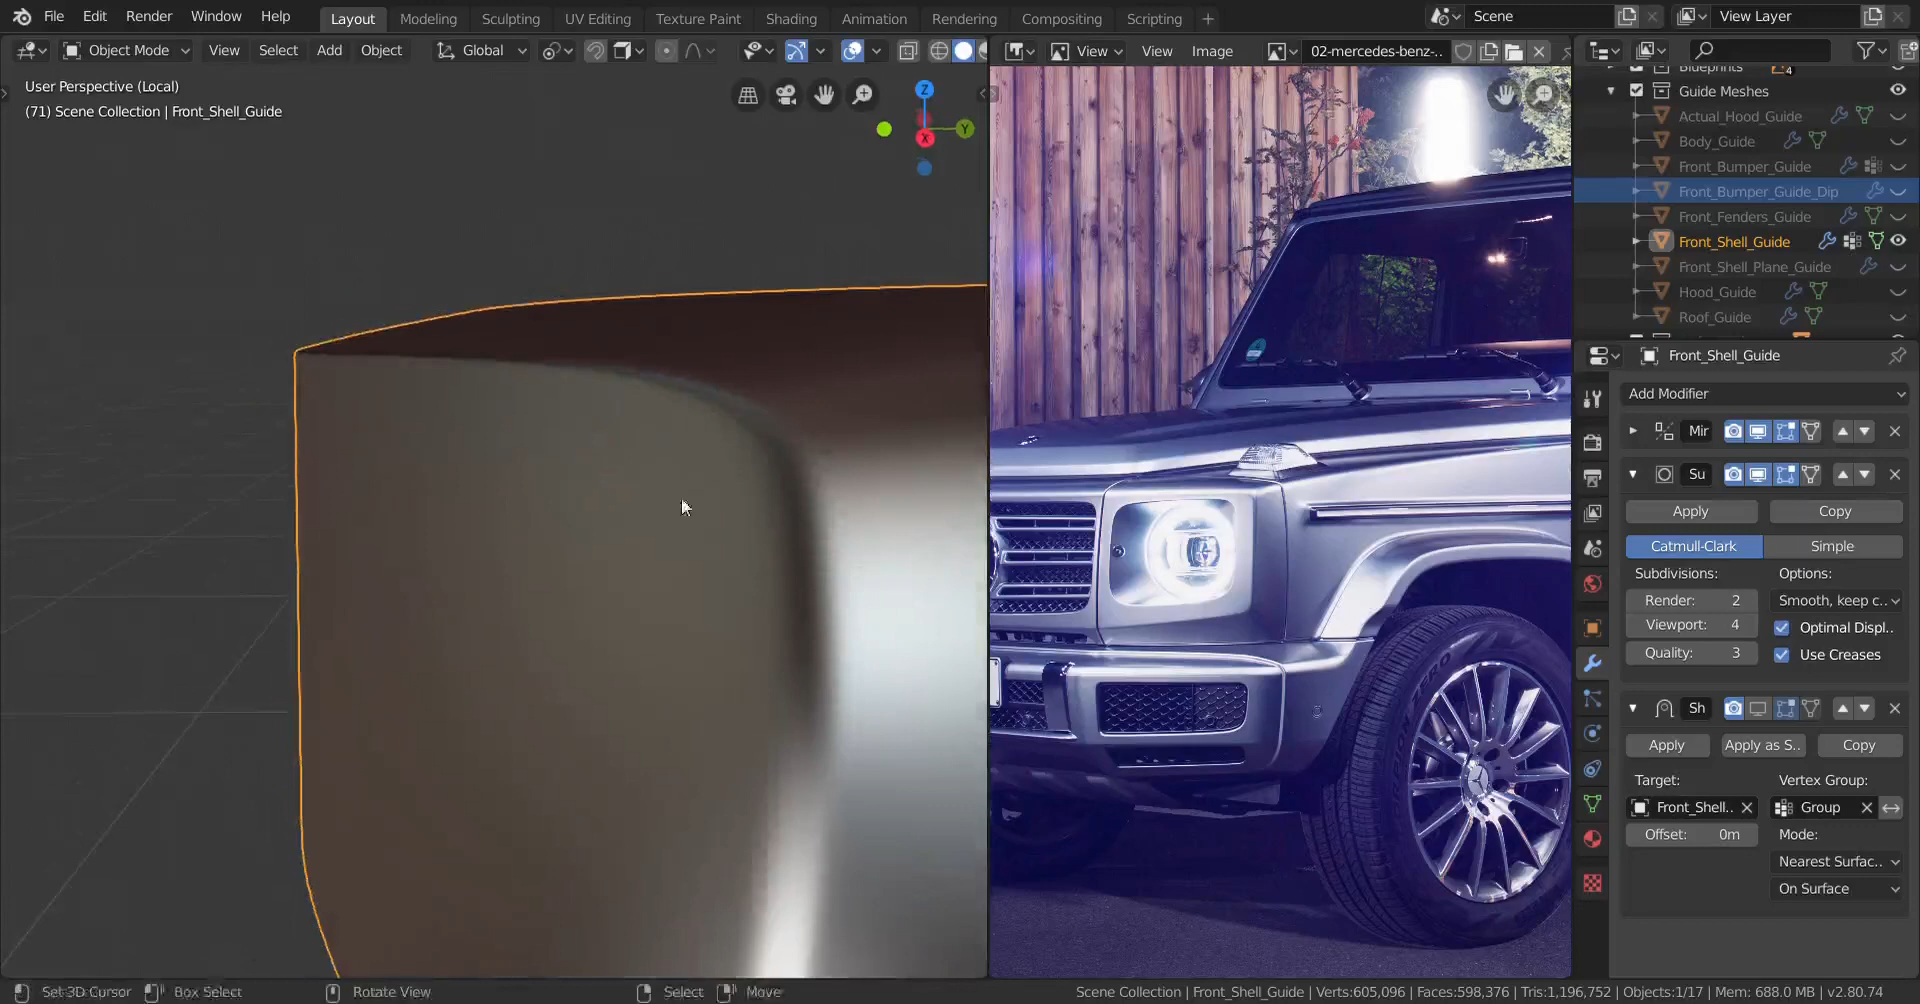 File Edit Render Window Help Layout Modeling Sculpting UV Editing Texture Paint Shading Animation Rendering Compositing Scripting + Scene View Layer
Object Mode View Select Add Object Global View View Image 02-mercedes-benz-..
User Perspective (Local)
(71) Scene Collection | Front_Shell_Guide
Z
Y
X
Blueprints 4
Guide Meshes
Actual_Hood_Guide
Body_Guide
Front_Bumper_Guide
Front_Bumper_Guide_Dip
Front_Fenders_Guide
Front_Shell_Guide
Front_Shell_Plane_Guide
Hood_Guide
Roof_Guide
Front_Shell_Guide
Add Modifier
Mir
Su
Apply Copy
Catmull-Clark Simple
Subdivisions: Options:
Render: 2 Smooth, keep c..
Viewport: 4 Optimal Displ..
Quality: 3 Use Creases
Sh
Apply Apply as S.. Copy
Target: Vertex Group:
Front_Shell.. Group
Offset: 0m Mode:
Nearest Surfac..
On Surface
Set 3D Cursor Box Select Rotate View Select Move Scene Collection | Front_Shell_Guide | Verts:605,096 | Faces:598,376 | Tris:1,196,752 | Objects:1/17 | Mem: 688.0 MB | v2.80.74